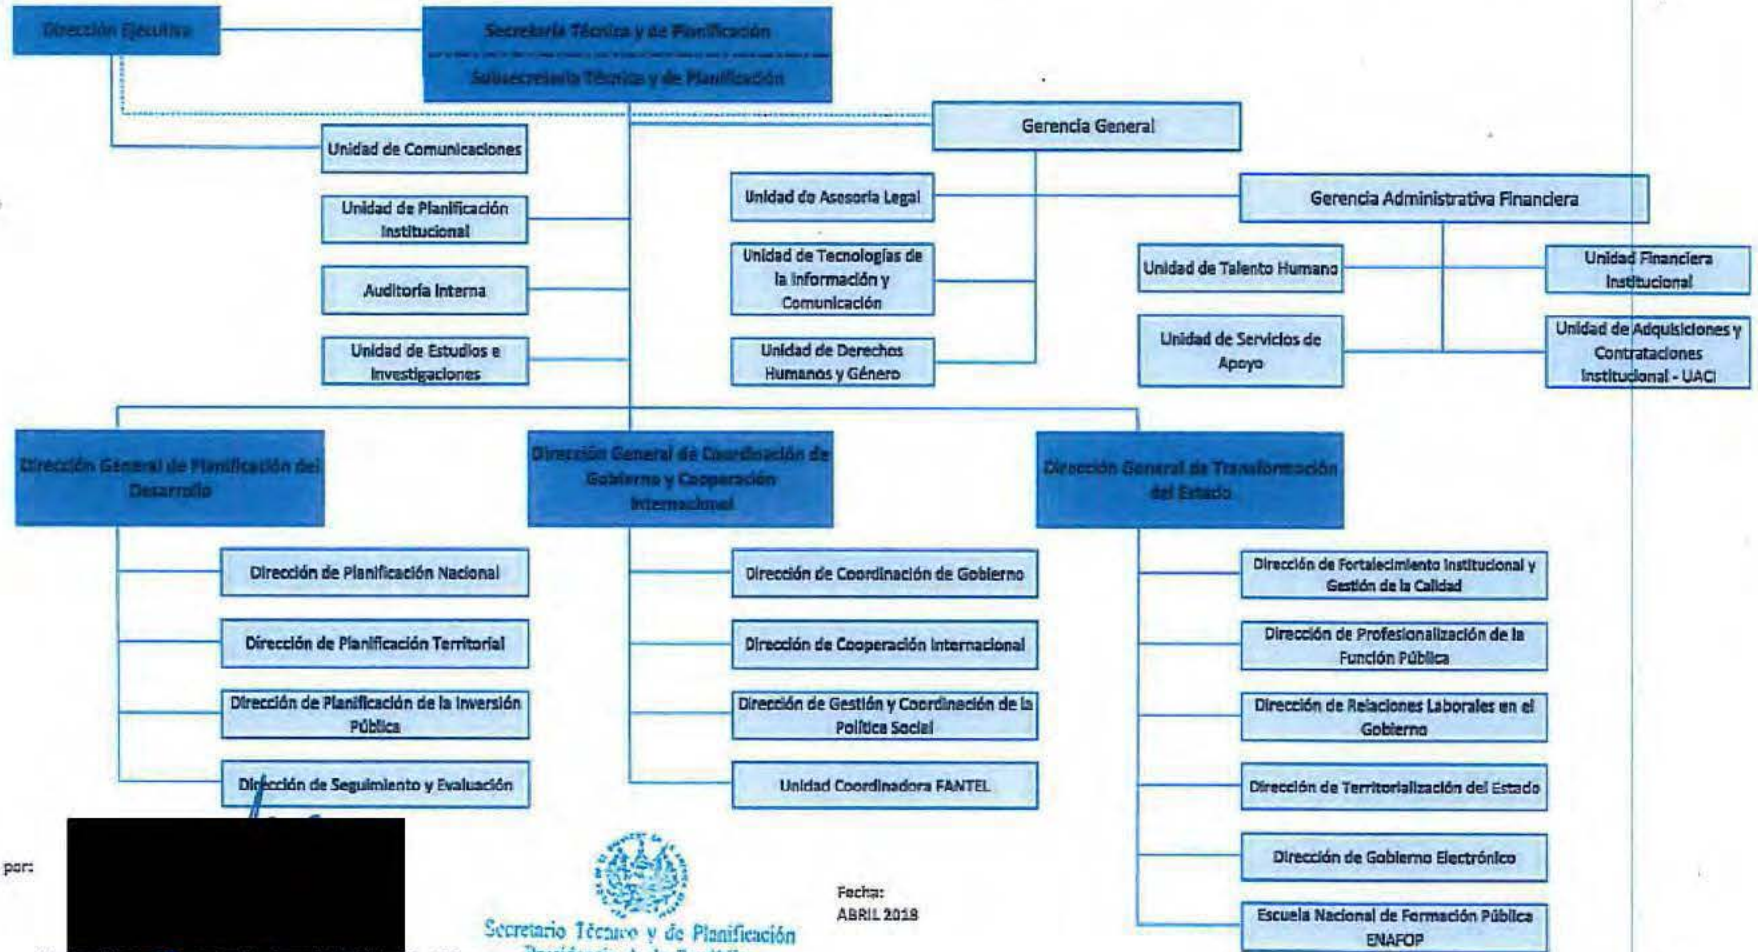 Dirección Ejecutiva
Secretaría Técnica y de Planificación
Subsecretaría Técnica y de Planificación
Gerencia General
Unidad de Comunicaciones
Unidad de Planificación
Institucional
Auditoría Interna
Unidad de Estudios e
Investigaciones
Unidad de Asesoría Legal
Unidad de Tecnologías de
la Información y
Comunicación
Unidad de Derechos
Humanos y Género
Gerencia Administrativa Financiera
Unidad de Talento Humano
Unidad Financiera
Institucional
Unidad de Servicios de
Apoyo
Unidad de Adquisiciones y
Contrataciones
Institucional - UACI
Dirección General de Planificación del
Desarrollo
Dirección de Planificación Nacional
Dirección de Planificación Territorial
Dirección de Planificación de la Inversión
Pública
Dirección de Seguimiento y Evaluación
Dirección General de Coordinación de
Gobierno y Cooperación
Internacional
Dirección de Coordinación de Gobierno
Dirección de Cooperación Internacional
Dirección de Gestión y Coordinación de la
Política Social
Unidad Coordinadora FANTEL
Dirección General de Transformación
del Estado
Dirección de Fortalecimiento Institucional y
Gestión de la Calidad
Dirección de Profesionalización de la
Función Pública
Dirección de Relaciones Laborales en el
Gobierno
Dirección de Territorialización del Estado
Dirección de Gobierno Electrónico
Escuela Nacional de Formación Pública
ENAFOP
por:
Secretario Técnico y de Planificación
Fecha:
ABRIL 2018